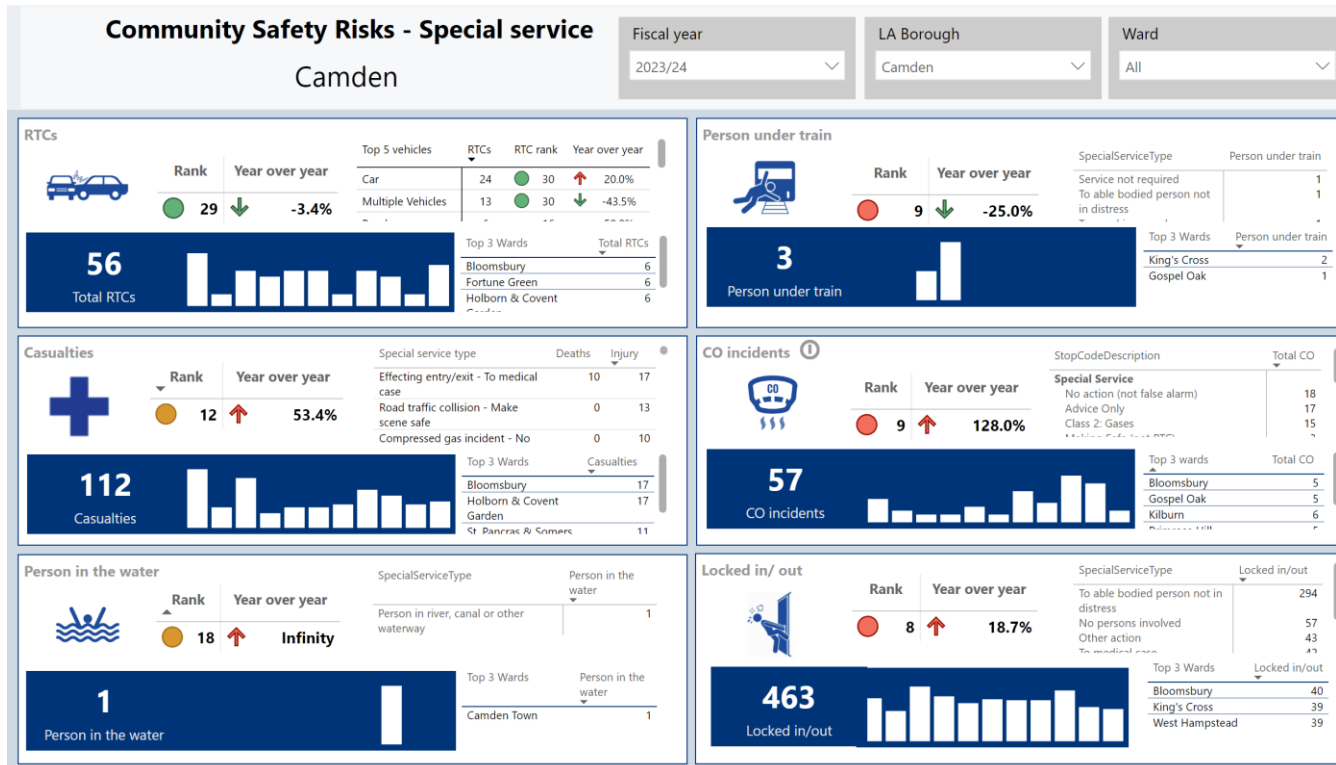 Community Safety Risks - Special service
Camden
Fiscal year
2023/24
LA Borough
Camden
Ward
All
RTCs
Rank Year over year
29 -3.4%
Top 5 vehicles RTCs RTC rank Year over year
Car 24 30 20.0%
Multiple Vehicles 13 30 -43.5%
56
Total RTCs
Top 3 Wards Total RTCs
Bloomsbury 6
Fortune Green 6
Holborn & Covent 6
Person under train
Rank Year over year
9 -25.0%
SpecialServiceType Person under train
Service not required 1
To able bodied person not 1
in distress
3
Person under train
Top 3 Wards Person under train
King's Cross 2
Gospel Oak 1
Casualties
Rank Year over year
12 53.4%
Special service type Deaths Injury
Effecting entry/exit - To medical 10 17
case
Road traffic collision - Make 0 13
scene safe
Compressed gas incident - No 0 10
112
Casualties
Top 3 Wards Casualties
Bloomsbury 17
Holborn & Covent 17
Garden
St. Pancras & Somers 11
CO incidents
CO
Rank Year over year
9 128.0%
StopCodeDescription Total CO
Special Service
No action (not false alarm) 18
Advice Only 17
Class 2: Gases 15
57
CO incidents
Top 3 wards Total CO
Bloomsbury 5
Gospel Oak 5
Kilburn 6
Person in the water
Rank Year over year
18 Infinity
SpecialServiceType Person in the
water
Person in river, canal or other 1
waterway
1
Person in the water
Top 3 Wards Person in the
water
Camden Town 1
Locked in/ out
Rank Year over year
8 18.7%
SpecialServiceType Locked in/out
To able bodied person not in 294
distress
No persons involved 57
Other action 43
To medical case 42
463
Locked in/out
Top 3 Wards Locked in/out
Bloomsbury 40
King's Cross 39
West Hampstead 39